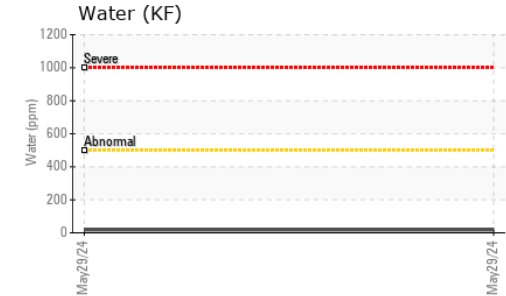 Water (KF)
1200
1000
800
600
400
200
0
Water (ppm)
Severe
Abnormal
May29/24
May29/24